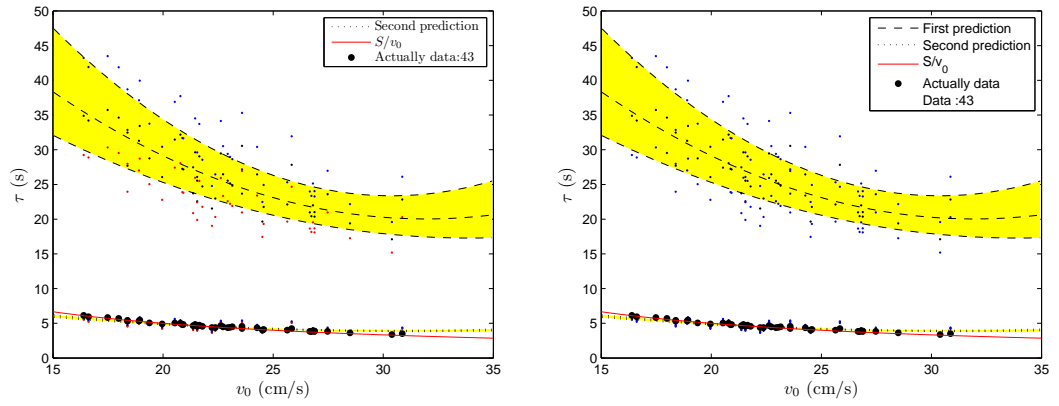 50
45
40
35
30
25
20
15
10
5
0
τ (s)
15 20 25 30 35
v₀ (cm/s)
Second prediction
S/v₀
Actually data:43
50
45
40
35
30
25
20
15
10
5
0
τ (s)
15 20 25 30 35
v₀ (cm/s)
First prediction
Second prediction
S/v₀
Actually data
Data :43